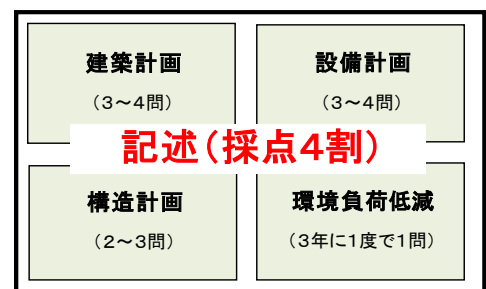 建築計画
(3~4問)
設備計画
(3~4問)
記述(採点4割)
構造計画
(2~3問)
環境負荷低減
(3年に1度で1問)